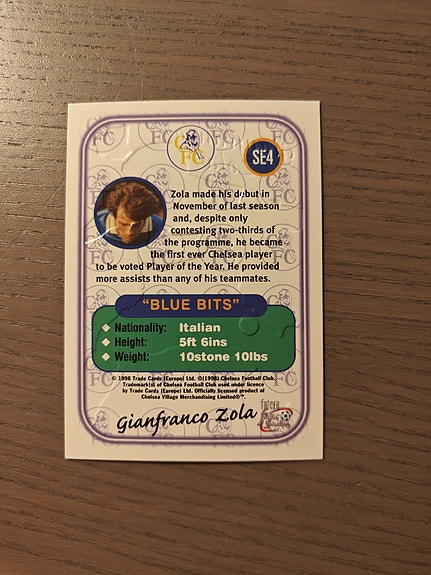 CFC
SE4
Zola made his debut in
November of last season
and, despite only
contesting two-thirds of
the programme, he became
the first ever Chelsea player
to be voted Player of the Year. He provided
more assists than any of his teammates.
"BLUE BITS"
◆ Nationality: Italian
◆ Height: 5ft 6ins
◆ Weight: 10stone 10lbs
© 1998 Trade Cards (Europe) Ltd. ©(1998) Chelsea Football Club.
Trademark(s) of Chelsea Football Club used under licence
by Trade Cards (Europe) Ltd. Officially licensed product of
Chelsea Village Merchandising Limited®™.
Gianfranco Zola
Futera